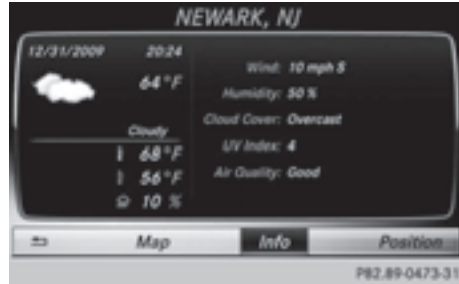 NEWARK, NJ
12/31/2009 20:24
64°F
Cloudy
68°F
56°F
10 %
Wind: 10 mph S
Humidity: 50 %
Cloud Cover: Overcast
UV Index: 4
Air Quality: Good
Map Info Position
P82.89-0473-31